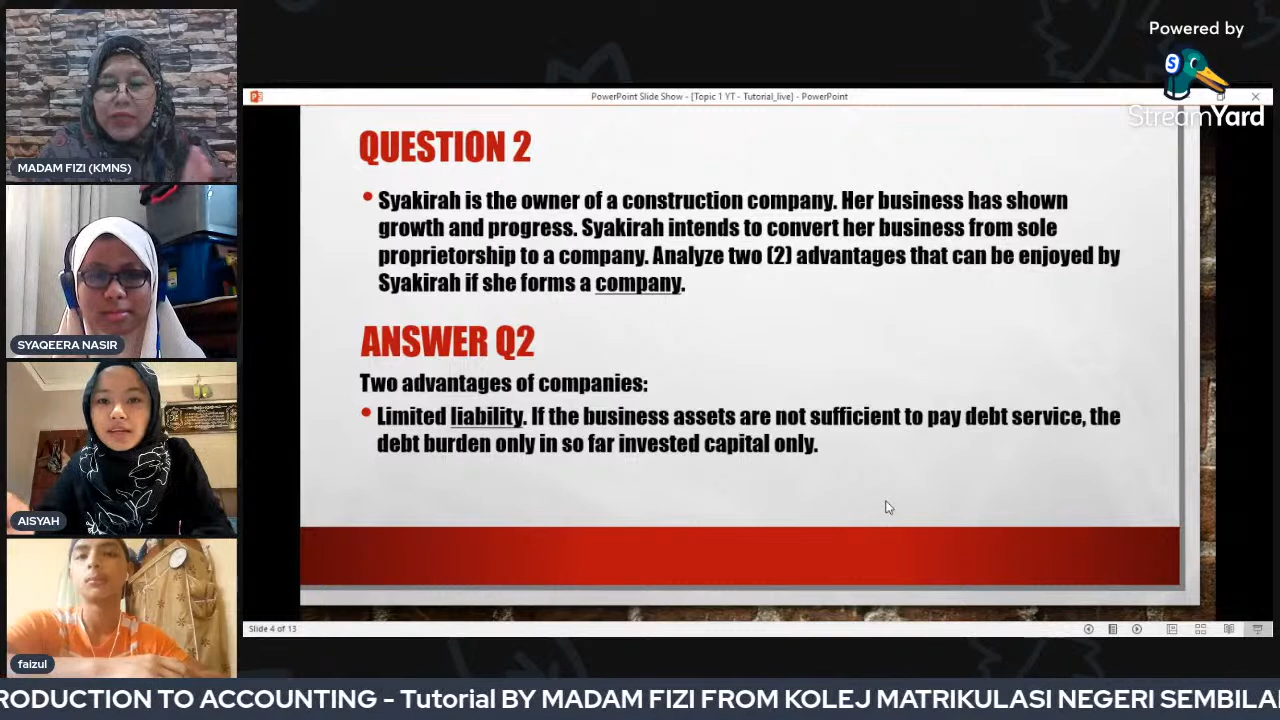 Powered by
StreamYard
MADAM FIZI (KMNS)
SYAQEERA NASIR
AISYAH
faizul
PowerPoint Slide Show - [Topic 1 YT - Tutorial_live] - PowerPoint
QUESTION 2
• Syakirah is the owner of a construction company. Her business has shown
growth and progress. Syakirah intends to convert her business from sole
proprietorship to a company. Analyze two (2) advantages that can be enjoyed by
Syakirah if she forms a company.
ANSWER Q2
Two advantages of companies:
• Limited liability. If the business assets are not sufficient to pay debt service, the
debt burden only in so far invested capital only.
Slide 4 of 13
RODUCTION TO ACCOUNTING - Tutorial BY MADAM FIZI FROM KOLEJ MATRIKULASI NEGERI SEMBILA